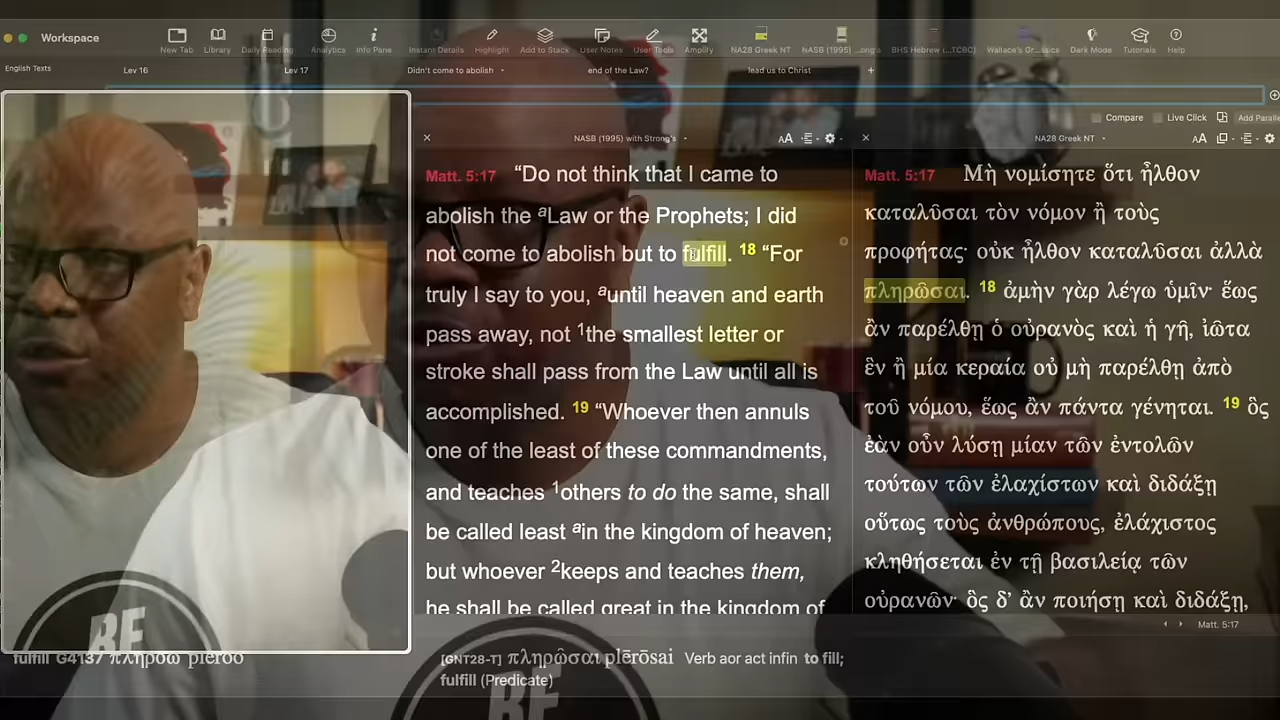 Workspace
New Tab Library Daily Reading Analytics Info Pane Instant Details Highlight Add to Stack User Notes User Tools Amplify NA28 Greek NT NASB (1995) ...ong's BHS Hebrew (...TCBC) Wallace's Gr...ssics Dark Mode Tutorials Help
English Texts Lev 16 Lev 17 Didn't come to abolish end of the Law? lead us to Christ +
Compare Live Click Add Paralle
NASB (1995) with Strong's
Matt. 5:17 “Do not think that I came to
abolish the aLaw or the Prophets; I did
not come to abolish but to fulfill. 18 “For
truly I say to you, auntil heaven and earth
pass away, not 1the smallest letter or
stroke shall pass from the Law until all is
accomplished. 19 “Whoever then annuls
one of the least of these commandments,
and teaches 1others to do the same, shall
be called least ain the kingdom of heaven;
but whoever 2keeps and teaches them,
he shall be called great in the kingdom of
NA28 Greek NT
Matt. 5:17 Μὴ νομίσητε ὅτι ἦλθον
καταλῦσαι τὸν νόμον ἢ τοὺς
προφήτας· οὐκ ἦλθον καταλῦσαι ἀλλὰ
πληρῶσαι. 18 ἀμὴν γὰρ λέγω ὑμῖν· ἕως
ἂν παρέλθῃ ὁ οὐρανὸς καὶ ἡ γῆ, ἰῶτα
ἓν ἢ μία κεραία οὐ μὴ παρέλθῃ ἀπὸ
τοῦ νόμου, ἕως ἂν πάντα γένηται. 19 ὃς
ἐὰν οὖν λύσῃ μίαν τῶν ἐντολῶν
τούτων τῶν ἐλαχίστων καὶ διδάξῃ
οὕτως τοὺς ἀνθρώπους, ἐλάχιστος
κληθήσεται ἐν τῇ βασιλείᾳ τῶν
οὐρανῶν· ὃς δ’ ἂν ποιήσῃ καὶ διδάξῃ,
Matt. 5:17
BF
fulfill G4137 πληρόω pleroo
[GNT28-T] πληρῶσαι plērōsai Verb aor act infin to fill;
fulfill (Predicate)
BF